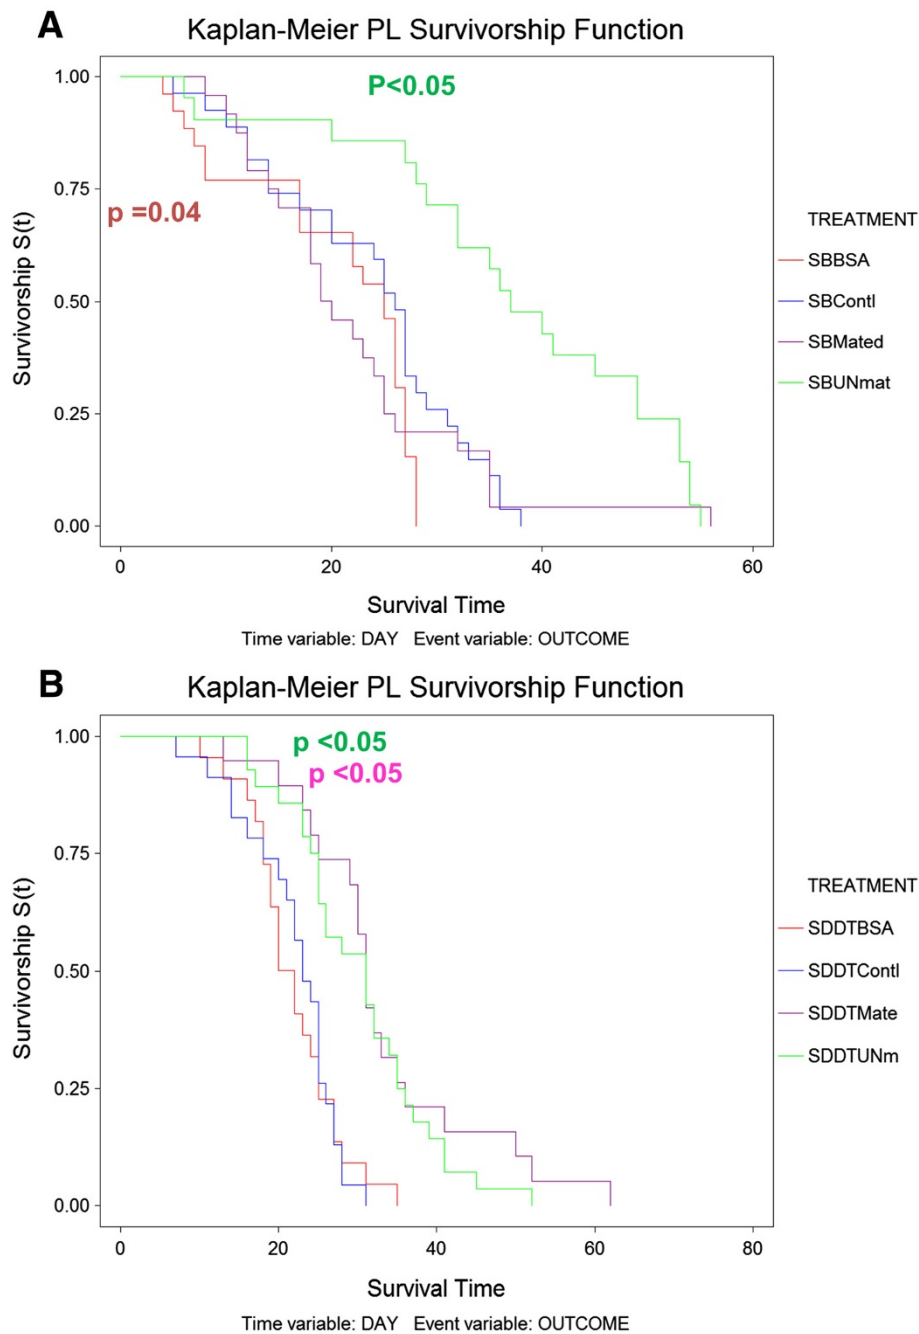 A
Kaplan-Meier PL Survivorship Function
1.00
P<0.05
0.75
p =0.04
TREATMENT
SBBSA
Survivorship S(t)
0.50
SBContl
SBMated
SBUNmat
0.25
0.00
0 20 40 60
Survival Time
Time variable: DAY Event variable: OUTCOME
B
Kaplan-Meier PL Survivorship Function
1.00
p <0.05
p <0.05
0.75
TREATMENT
SDDTBSA
Survivorship S(t)
0.50
SDDTContl
SDDTMate
SDDTUNm
0.25
0.00
0 20 40 60 80
Survival Time
Time variable: DAY Event variable: OUTCOME